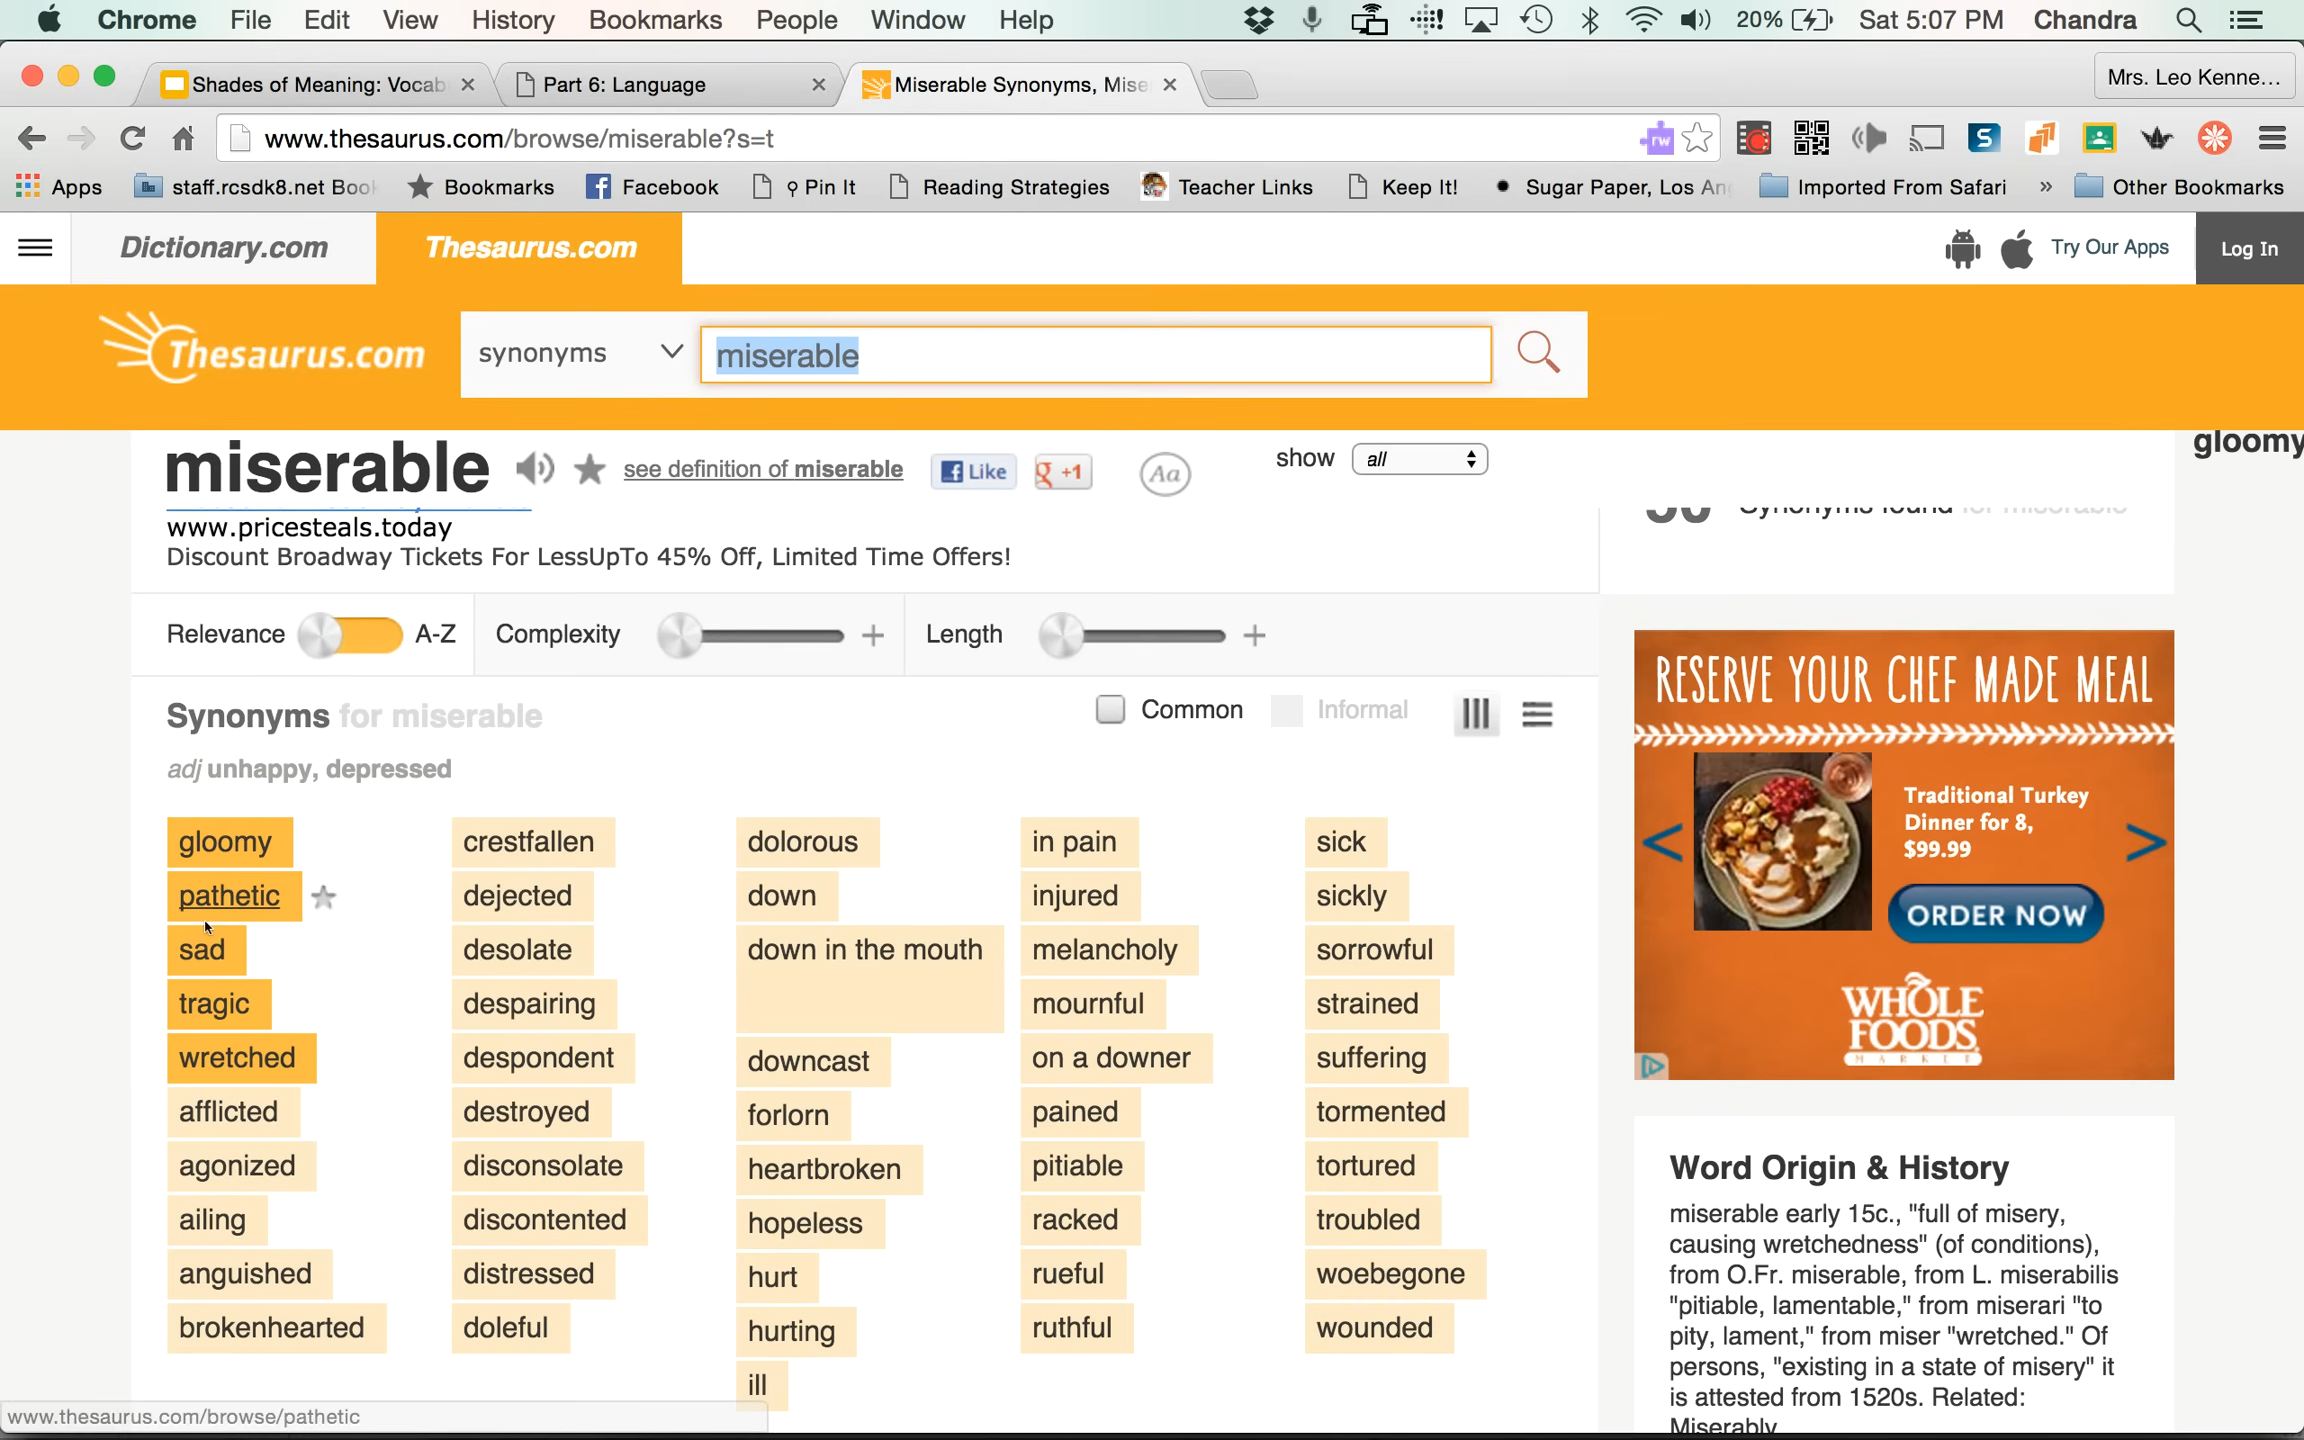 Chrome File Edit View History Bookmarks People Window Help 20% Sat 5:07 PM Chandra
Shades of Meaning: Vocab Part 6: Language Miserable Synonyms, Mise Mrs. Leo Kenne...
www.thesaurus.com/browse/miserable?s=t rw S
Apps staff.rcsdk8.net Book Bookmarks Facebook Pin It Reading Strategies Teacher Links Keep It! Sugar Paper, Los An Imported From Safari » Other Bookmarks
Dictionary.com Thesaurus.com Try Our Apps Log In
Thesaurus.com synonyms miserable
miserable see definition of miserable Like g +1 Aa show all gloomy
www.pricesteals.today Synonyms found for miserable
Discount Broadway Tickets For LessUpTo 45% Off, Limited Time Offers!
Relevance A-Z Complexity + Length +
Synonyms for miserable Common Informal
adj unhappy, depressed
gloomy crestfallen dolorous in pain sick
pathetic dejected down injured sickly
sad desolate down in the mouth melancholy sorrowful
tragic despairing mournful strained
wretched despondent downcast on a downer suffering
afflicted destroyed forlorn pained tormented
agonized disconsolate heartbroken pitiable tortured
ailing discontented hopeless racked troubled
anguished distressed hurt rueful woebegone
brokenhearted doleful hurting ruthful wounded
ill
www.thesaurus.com/browse/pathetic
RESERVE YOUR CHEF MADE MEAL
Traditional Turkey
Dinner for 8,
$99.99
ORDER NOW
WHOLE
FOODS
MARKET
Word Origin & History
miserable early 15c., "full of misery,
causing wretchedness" (of conditions),
from O.Fr. miserable, from L. miserabilis
"pitiable, lamentable," from miserari "to
pity, lament," from miser "wretched." Of
persons, "existing in a state of misery" it
is attested from 1520s. Related:
Miserably